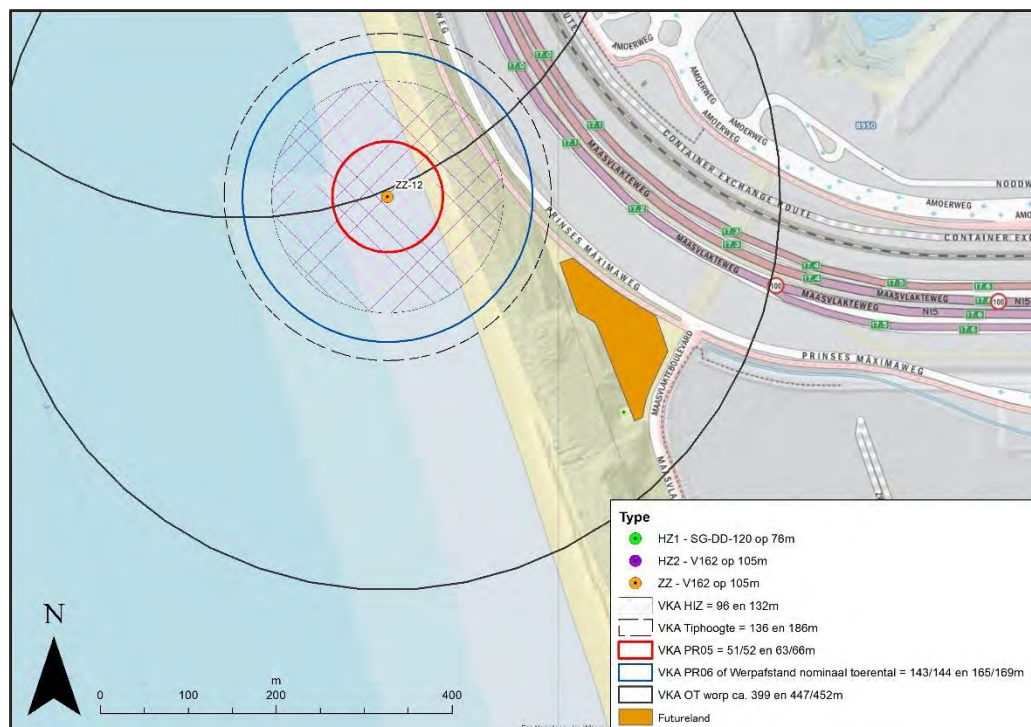 WEG
ROUTE
AMOERWEG
17.0
17.0
AMOERWEG
17.1
17.1
MAASVLAKTEWEG
CONTAINER EXCHANGE ROUTE
AMOERWEG
AMOERWEG
8950
ZZ-12
17.2
17.3
17.3
NOODW
AMOERWEG
CONTAINER EX
PRINSES MAXIMAWEG
MAASVLAKTEWEG
17.4
17.4
17.5
17.6
100
MAASVLAKTEWEG
MAASVLAKTEWEG
100
N15
N15
17.6
17.5
17.6
MAASVLAKTEBOULEVARD
PRINSES MAXIMAWEG
MAASVLA
Type
HZ1 - SG-DD-120 op 76m
HZ2 - V162 op 105m
ZZ - V162 op 105m
VKA HIZ = 96 en 132m
VKA Tiphoogte = 136 en 186m
VKA PR05 = 51/52 en 63/66m
VKA PR06 of Werpafstand nominaal toerental = 143/144 en 165/169m
VKA OT worp ca. 399 en 447/452m
Futureland
N
m
0 100 200 400